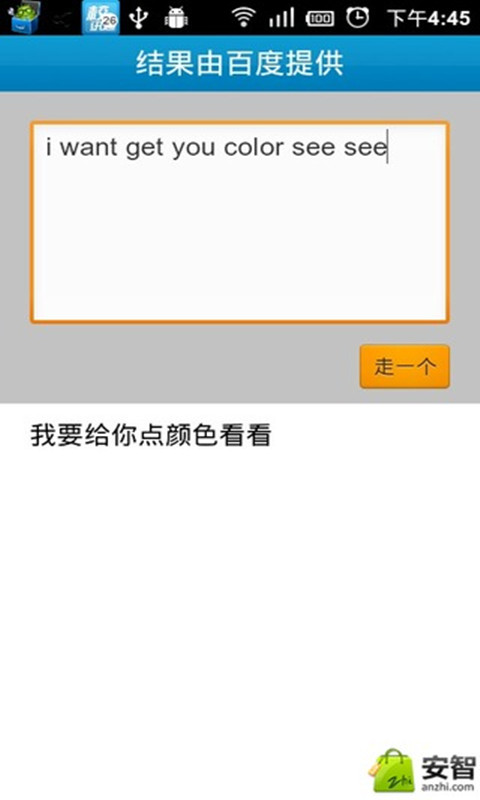 26
100
下午4:45
结果由百度提供
i want get you color see see
走一个
我要给你点颜色看看
zhi
安智
anzhi.com